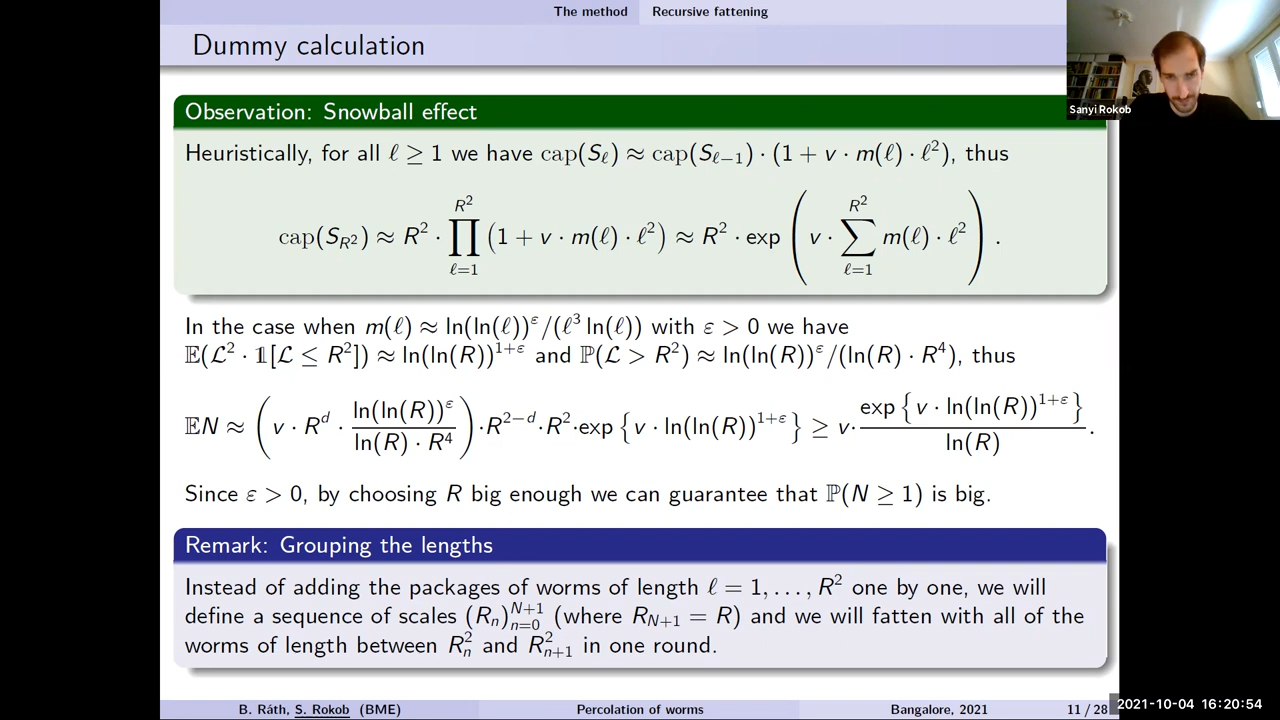 The method Recursive fattening
Dummy calculation
Sanyi Rokob
Observation: Snowball effect
Heuristically, for all ℓ ≥ 1 we have cap(S_ℓ) ≈ cap(S_{ℓ−1}) · (1 + v · m(ℓ) · ℓ²), thus
cap(S_{R²}) ≈ R² · ∏_{ℓ=1}^{R²} (1 + v · m(ℓ) · ℓ²) ≈ R² · exp ( v · ∑_{ℓ=1}^{R²} m(ℓ) · ℓ² ) .
In the case when m(ℓ) ≈ ln(ln(ℓ))^ε/(ℓ³ ln(ℓ)) with ε > 0 we have
𝔼(ℒ² · 𝟙[ℒ ≤ R²]) ≈ ln(ln(R))^{1+ε} and ℙ(ℒ > R²) ≈ ln(ln(R))^ε/(ln(R) · R⁴), thus
𝔼N ≈ ( v · R^d · \frac{ln(ln(R))^ε}{ln(R) · R⁴} ) · R^{2−d} · R² · exp { v · ln(ln(R))^{1+ε} } ≥ v · \frac{exp { v · ln(ln(R))^{1+ε} }}{ln(R)} .
Since ε > 0, by choosing R big enough we can guarantee that ℙ(N ≥ 1) is big.
Remark: Grouping the lengths
Instead of adding the packages of worms of length ℓ = 1, . . . , R² one by one, we will
define a sequence of scales (R_n)_{n=0}^{N+1} (where R_{N+1} = R) and we will fatten with all of the
worms of length between R_n² and R_{n+1}² in one round.
B. Ráth, S. Rokob (BME) Percolation of worms Bangalore, 2021 11 / 28
2021-10-04 16:20:54